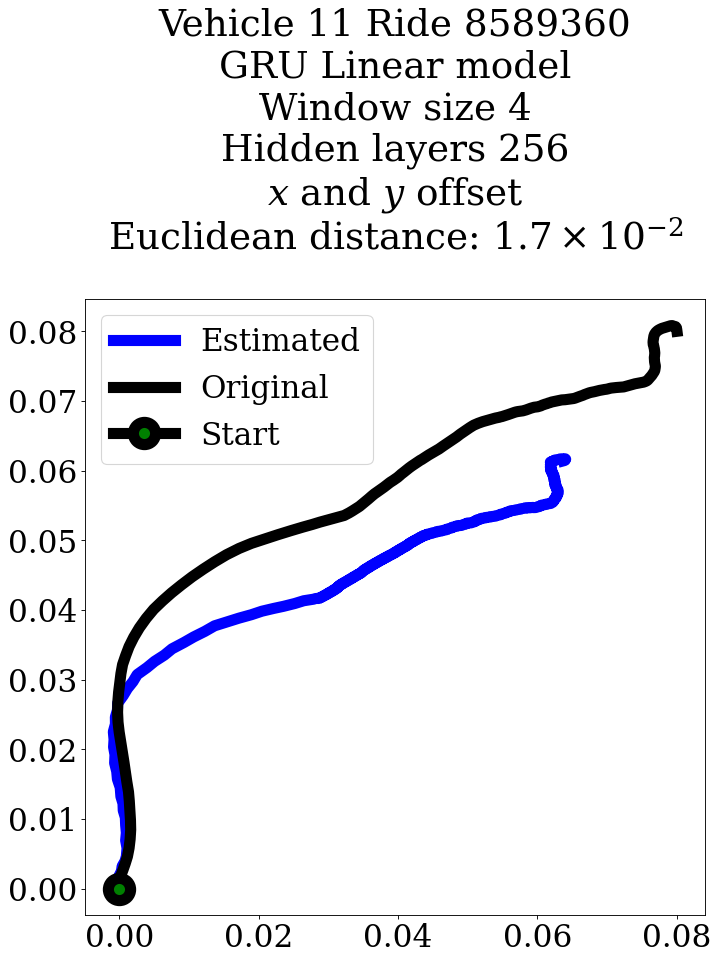 Vehicle 11 Ride 8589360
GRU Linear model
Window size 4
Hidden layers 256
x and y offset
Euclidean distance: 1.7 × 10⁻²
Estimated
Original
Start
0.08
0.07
0.06
0.05
0.04
0.03
0.02
0.01
0.00
0.00 0.02 0.04 0.06 0.08